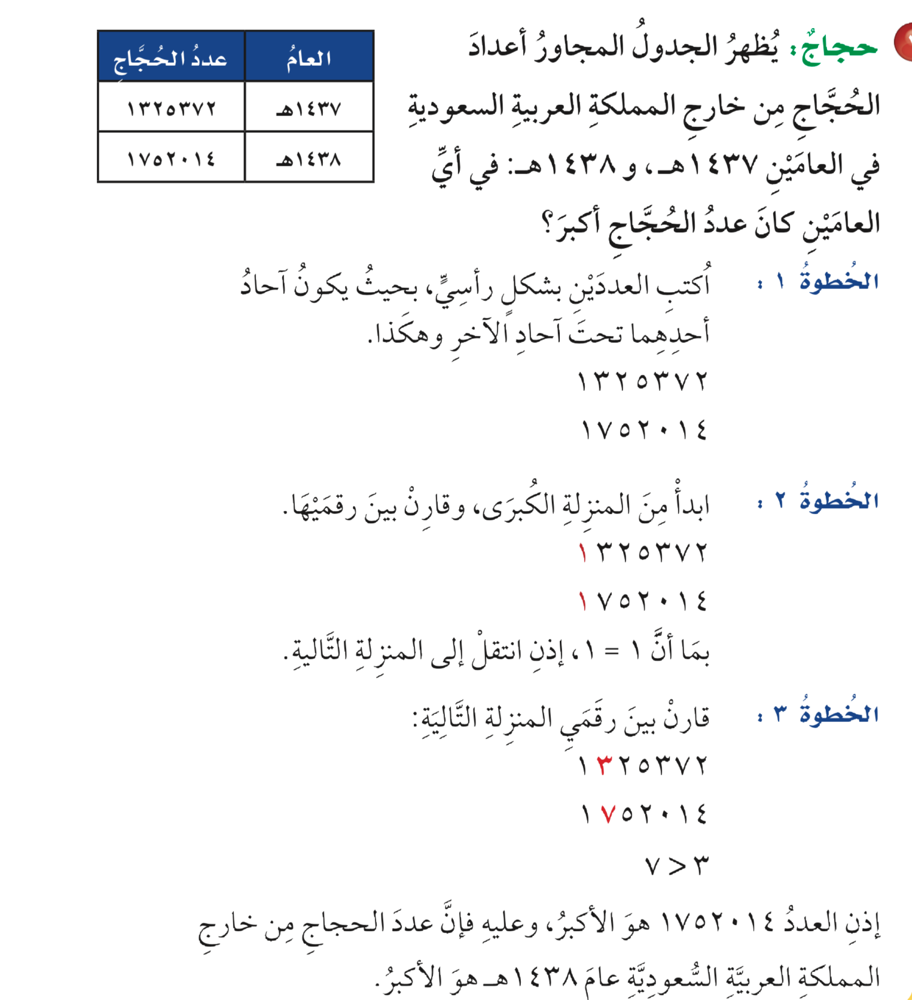 حجاجٌ: يُظهرُ الجدولُ المجاورُ أعدادَ
الحُجَّاجِ مِن خارجِ المملكةِ العربيةِ السعوديةِ
في العامَيْنِ ١٤٣٧هـ، و ١٤٣٨هـ: في أيِّ
العامَيْنِ كانَ عددُ الحُجَّاجِ أكبرَ؟
العامُ عددُ الحُجَّاجِ
١٤٣٧هـ ١٣٢٥٣٧٢
١٤٣٨هـ ١٧٥٢٠١٤
الخُطوةُ ١ : اُكتبِ العددَيْنِ بشكلٍ رأسِيٍّ، بحيثُ يكونُ آحادُ
أحدِهِما تحتَ آحادِ الآخرِ وهكَذا.
١٣٢٥٣٧٢
١٧٥٢٠١٤
الخُطوةُ ٢ : ابدأْ مِنَ المنزِلةِ الكُبرَى، وقارِنْ بينَ رقمَيْهَا.
١٣٢٥٣٧٢
١٧٥٢٠١٤
بمَا أنَّ ١ = ١، إذنِ انتقلْ إلى المنزِلةِ التَّاليةِ.
الخُطوةُ ٣ : قارنْ بينَ رقَمَيِ المنزِلةِ التَّالِيَةِ:
١٣٢٥٣٧٢
١٧٥٢٠١٤
٧ > ٣
إذنِ العددُ ١٧٥٢٠١٤ هوَ الأكبرُ، وعليهِ فإنَّ عددَ الحجاجِ مِن خارجِ
المملكةِ العربيَّةِ السُّعودِيَّةِ عامَ ١٤٣٨هـ هوَ الأكبرُ.